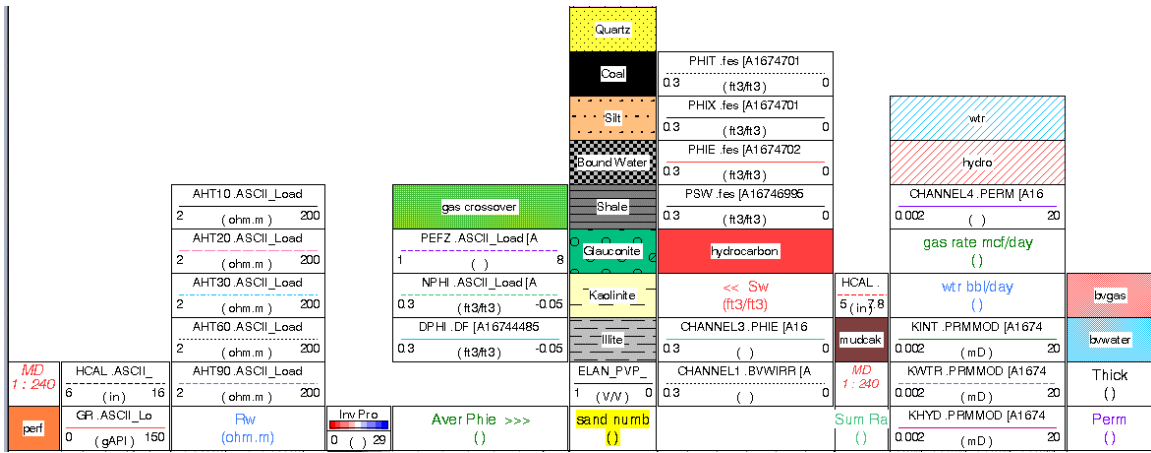 Quartz
Coal
PHIT .fes [A1674701
0.3 (ft3/ft3) 0
Silt
PHIX .fes [A1674701
0.3 (ft3/ft3) 0
wtr
Bound Water
PHIE .fes [A1674702
0.3 (ft3/ft3) 0
hydro
AHT10 .ASCII_Load
2 (ohm.m) 200
gas crossover
Shale
PSW .fes [A16746995
0.3 (ft3/ft3) 0
CHANNEL4 .PERM [A16
0.002 ( ) 20
AHT20 .ASCII_Load
2 (ohm.m) 200
PEFZ .ASCII_Load [A
1 ( ) 8
Glauconite
hydrocarbon
gas rate mcf/day
()
AHT30 .ASCII_Load
2 (ohm.m) 200
NPHI .ASCII_Load [A
0.3 (ft3/ft3) -0.05
Kaolinite
<< Sw
(ft3/ft3)
HCAL .
5 (in) 7.8
wtr bbl/day
()
bvgas
AHT60 .ASCII_Load
2 (ohm.m) 200
DPHI .DF [A16744485
0.3 (ft3/ft3) -0.05
Illite
CHANNEL3 .PHIE [A16
0.3 ( ) 0
mudcak
KINT .PRMMOD [A1674
0.002 (mD) 20
bvwater
MD
1 : 240
HCAL .ASCII_
6 (in) 16
AHT90 .ASCII_Load
2 (ohm.m) 200
ELAN_PVP_
1 (V/V) 0
CHANNEL1 .BVWIRR [A
0.3 ( ) 0
MD
1 : 240
KWTR .PRMMOD [A1674
0.002 (mD) 20
Thick
()
perf
GR .ASCII_Lo
0 (gAPI) 150
Rw
(ohm.m)
Inv Pro
0 ( ) 29
Aver Phie >>>
()
sand numb
()
Sum Ra
()
KHYD .PRMMOD [A1674
0.002 (mD) 20
Perm
()